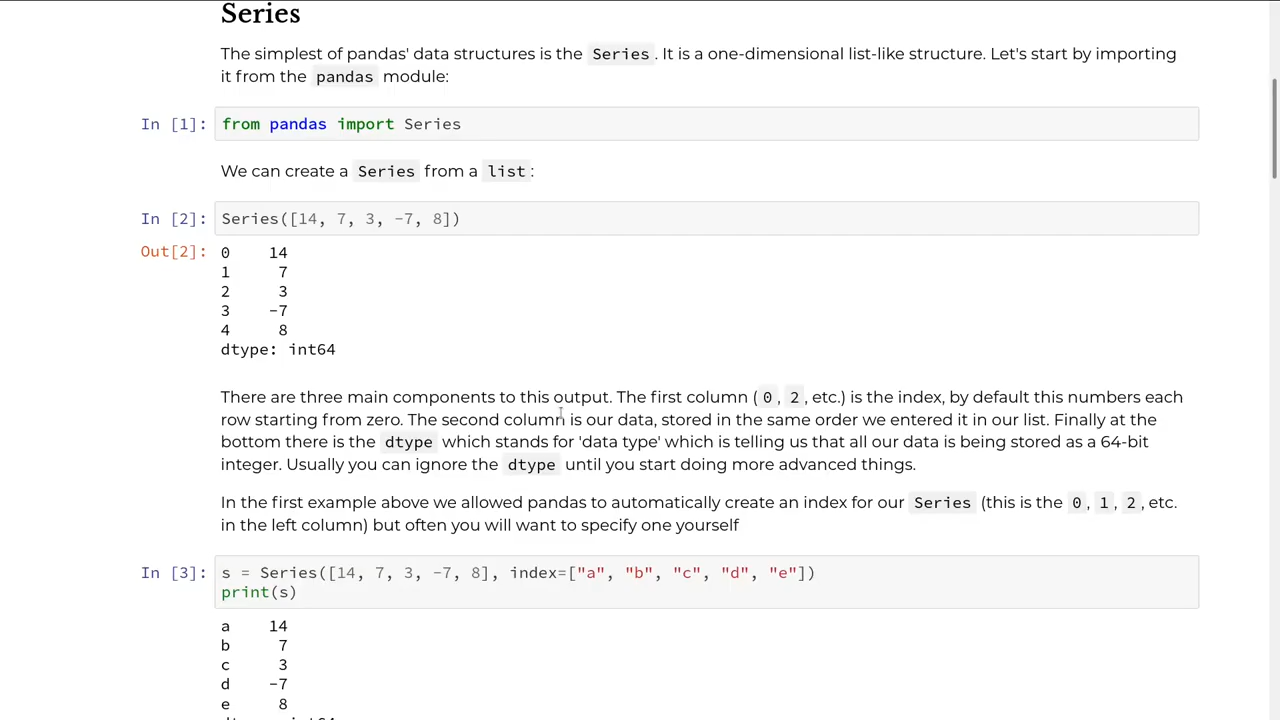 Series
The simplest of pandas' data structures is the Series. It is a one-dimensional list-like structure. Let's start by importing
it from the pandas module:
In [1]: from pandas import Series
We can create a Series from a list:
In [2]: Series([14, 7, 3, -7, 8])
Out[2]: 0    14
1     7
2     3
3    -7
4     8
dtype: int64
There are three main components to this output. The first column (0, 2, etc.) is the index, by default this numbers each
row starting from zero. The second column is our data, stored in the same order we entered it in our list. Finally at the
bottom there is the dtype which stands for 'data type' which is telling us that all our data is being stored as a 64-bit
integer. Usually you can ignore the dtype until you start doing more advanced things.
In the first example above we allowed pandas to automatically create an index for our Series (this is the 0, 1, 2, etc.
in the left column) but often you will want to specify one yourself
In [3]: s = Series([14, 7, 3, -7, 8], index=["a", "b", "c", "d", "e"])
print(s)
a    14
b     7
c     3
d    -7
e     8